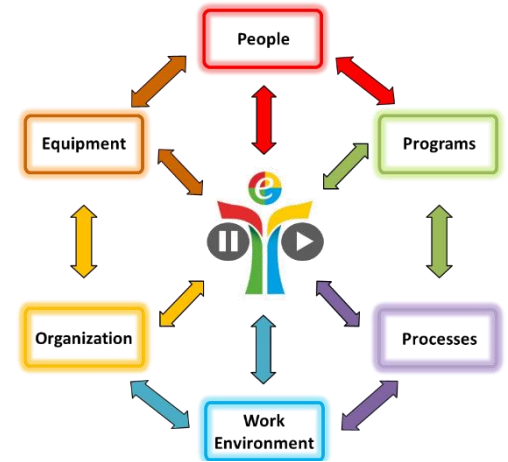 People
Equipment
Programs
e
Organization
Processes
Work
Environment